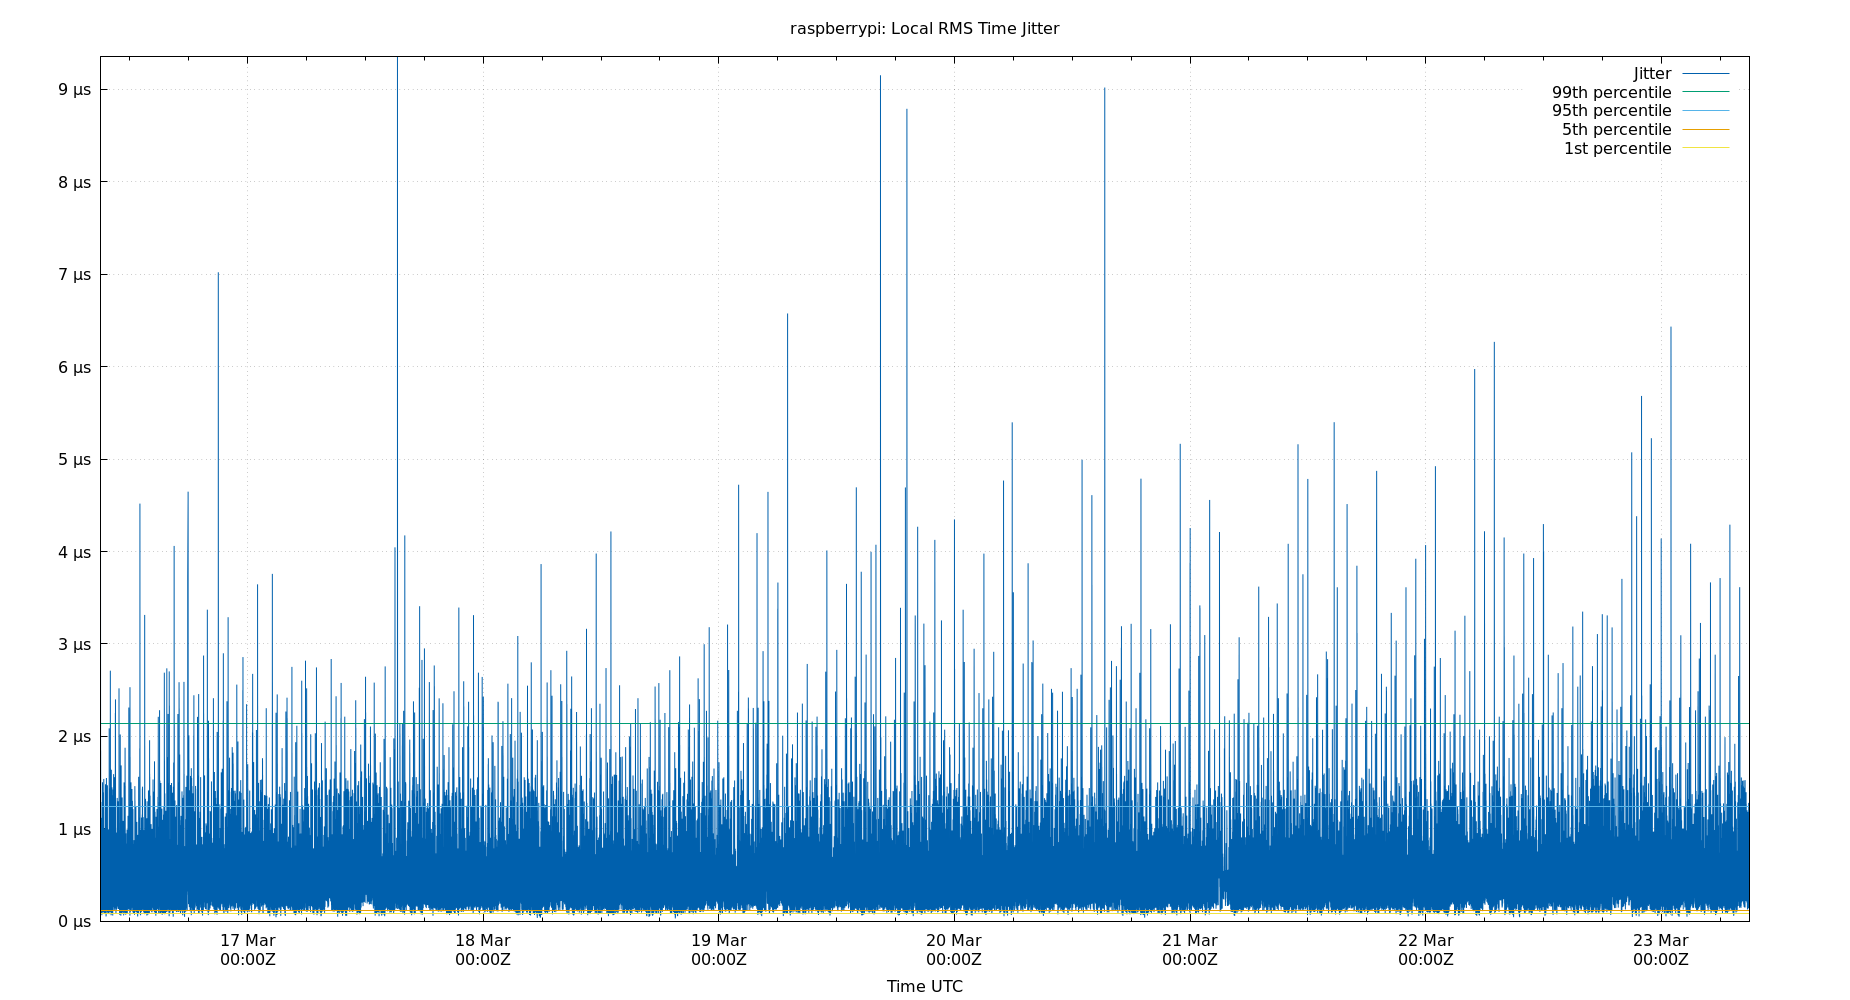 raspberrypi: Local RMS Time Jitter
Jitter
99th percentile
95th percentile
5th percentile
1st percentile
9 µs
8 µs
7 µs
6 µs
5 µs
4 µs
3 µs
2 µs
1 µs
0 µs
17 Mar 18 Mar 19 Mar 20 Mar 21 Mar 22 Mar 23 Mar
00:00Z 00:00Z 00:00Z 00:00Z 00:00Z 00:00Z 00:00Z
Time UTC